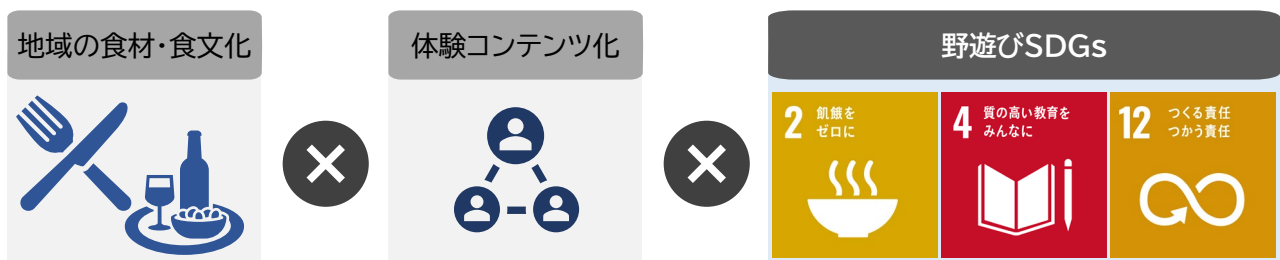 地域の食材・食文化
体験コンテンツ化
野遊びSDGs
2 飢餓を
ゼロに
4 質の高い教育を
みんなに
12 つくる責任
つかう責任